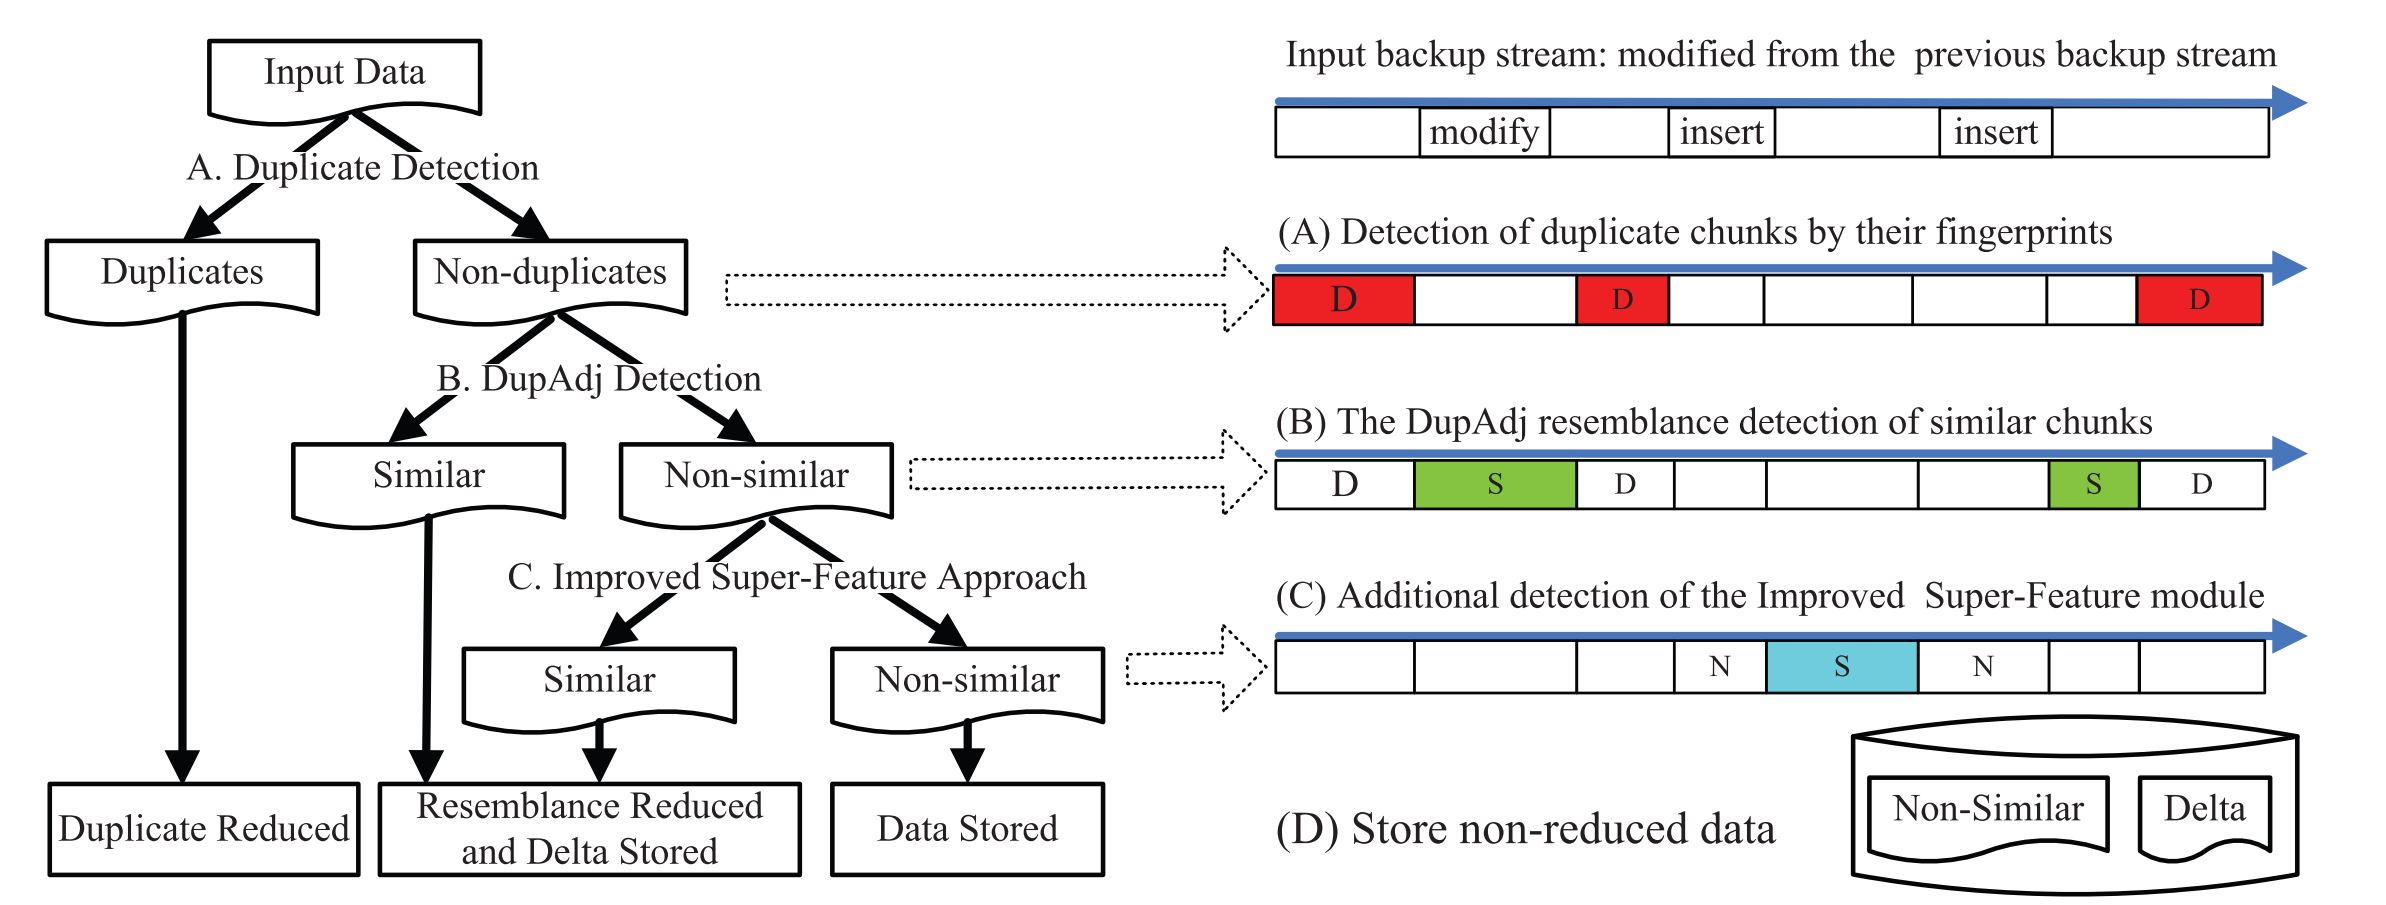 Input Data
A. Duplicate Detection
Duplicates
Non-duplicates
B. DupAdj Detection
Similar
Non-similar
C. Improved Super-Feature Approach
Similar
Non-similar
Duplicate Reduced
Resemblance Reduced
and Delta Stored
Data Stored
Input backup stream: modified from the previous backup stream
modify
insert
insert
(A) Detection of duplicate chunks by their fingerprints
D
D
D
(B) The DupAdj resemblance detection of similar chunks
D
S
D
S
D
(C) Additional detection of the Improved Super-Feature module
N
S
N
(D) Store non-reduced data
Non-Similar
Delta